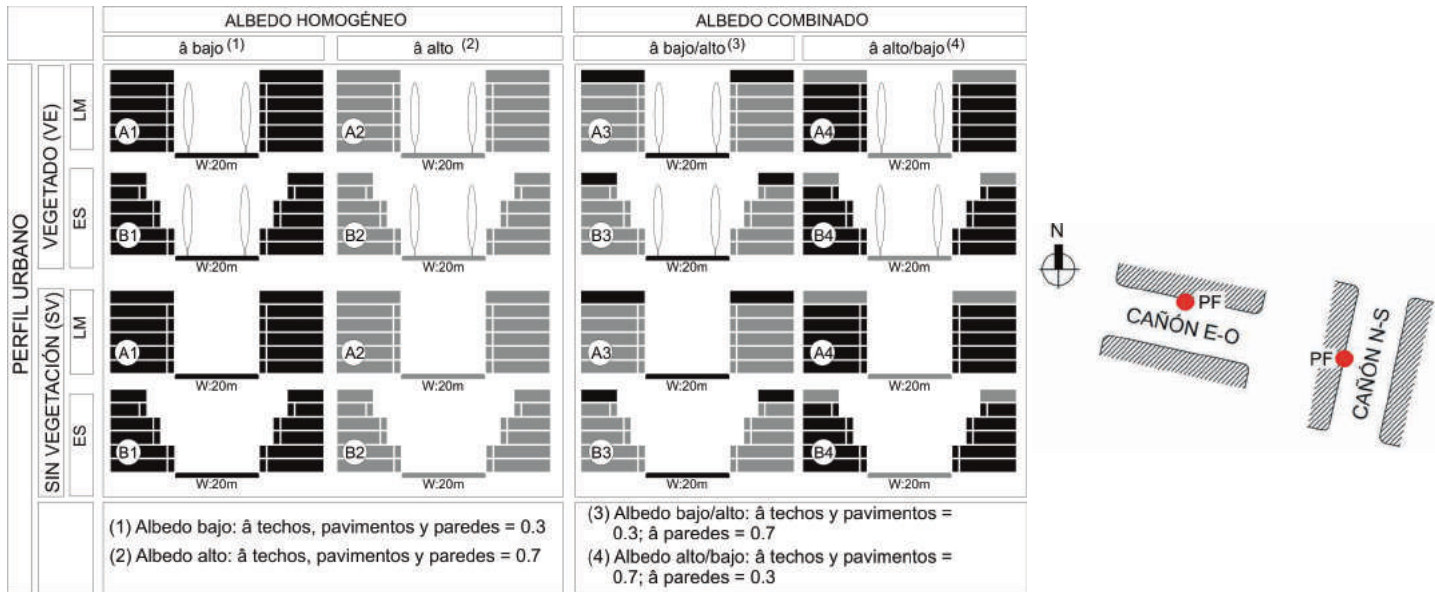 ALBEDO HOMOGÉNEO
ALBEDO COMBINADO
â bajo (1)
â alto (2)
â bajo/alto (3)
â alto/bajo (4)
PERFIL URBANO
VEGETADO (VE)
LM
A1
W:20m
A2
W:20m
A3
W:20m
A4
W:20m
ES
B1
W:20m
B2
W:20m
B3
W:20m
B4
W:20m
SIN VEGETACIÓN (SV)
LM
A1
W:20m
A2
W:20m
A3
W:20m
A4
W:20m
ES
B1
W:20m
B2
W:20m
B3
W:20m
B4
W:20m
(1) Albedo bajo: â techos, pavimentos y paredes = 0.3
(2) Albedo alto: â techos, pavimentos y paredes = 0.7
(3) Albedo bajo/alto: â techos y pavimentos =
0.3; â paredes = 0.7
(4) Albedo alto/bajo: â techos y pavimentos =
0.7; â paredes = 0.3
N
PF
CAÑÓN E-O
PF
CAÑÓN N-S